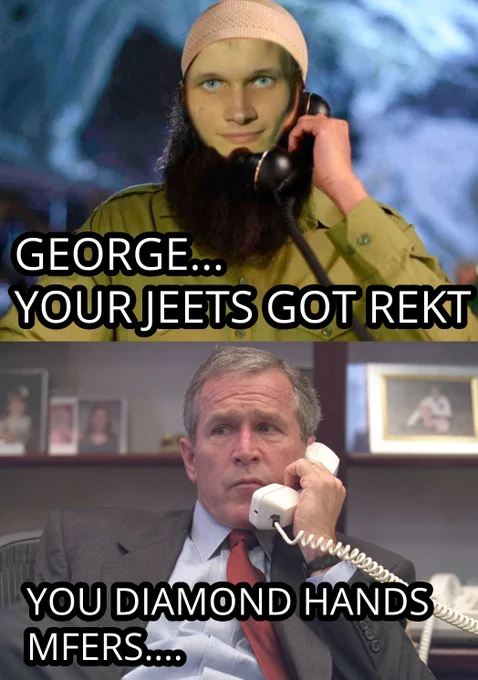 GEORGE...
YOUR JEETS GOT REKT
YOU DIAMOND HANDS
MFERS....